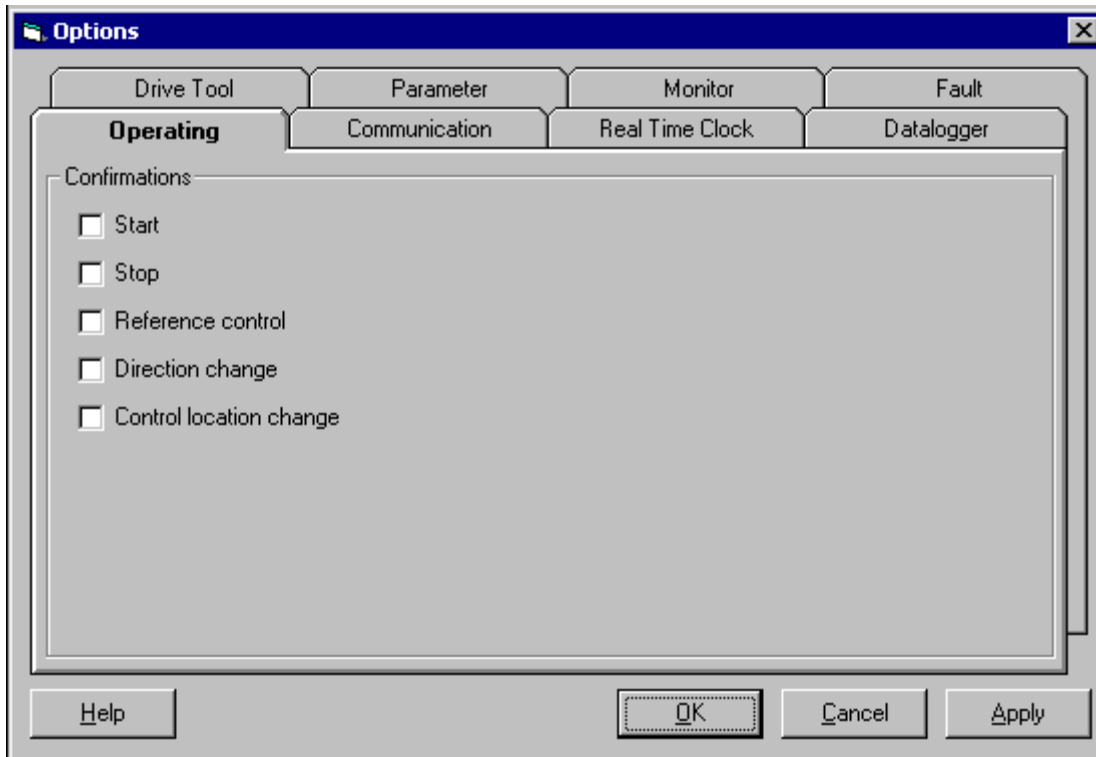 Options
Drive Tool Parameter Monitor Fault
Operating Communication Real Time Clock Datalogger
Confirmations
Start
Stop
Reference control
Direction change
Control location change
Help OK Cancel Apply